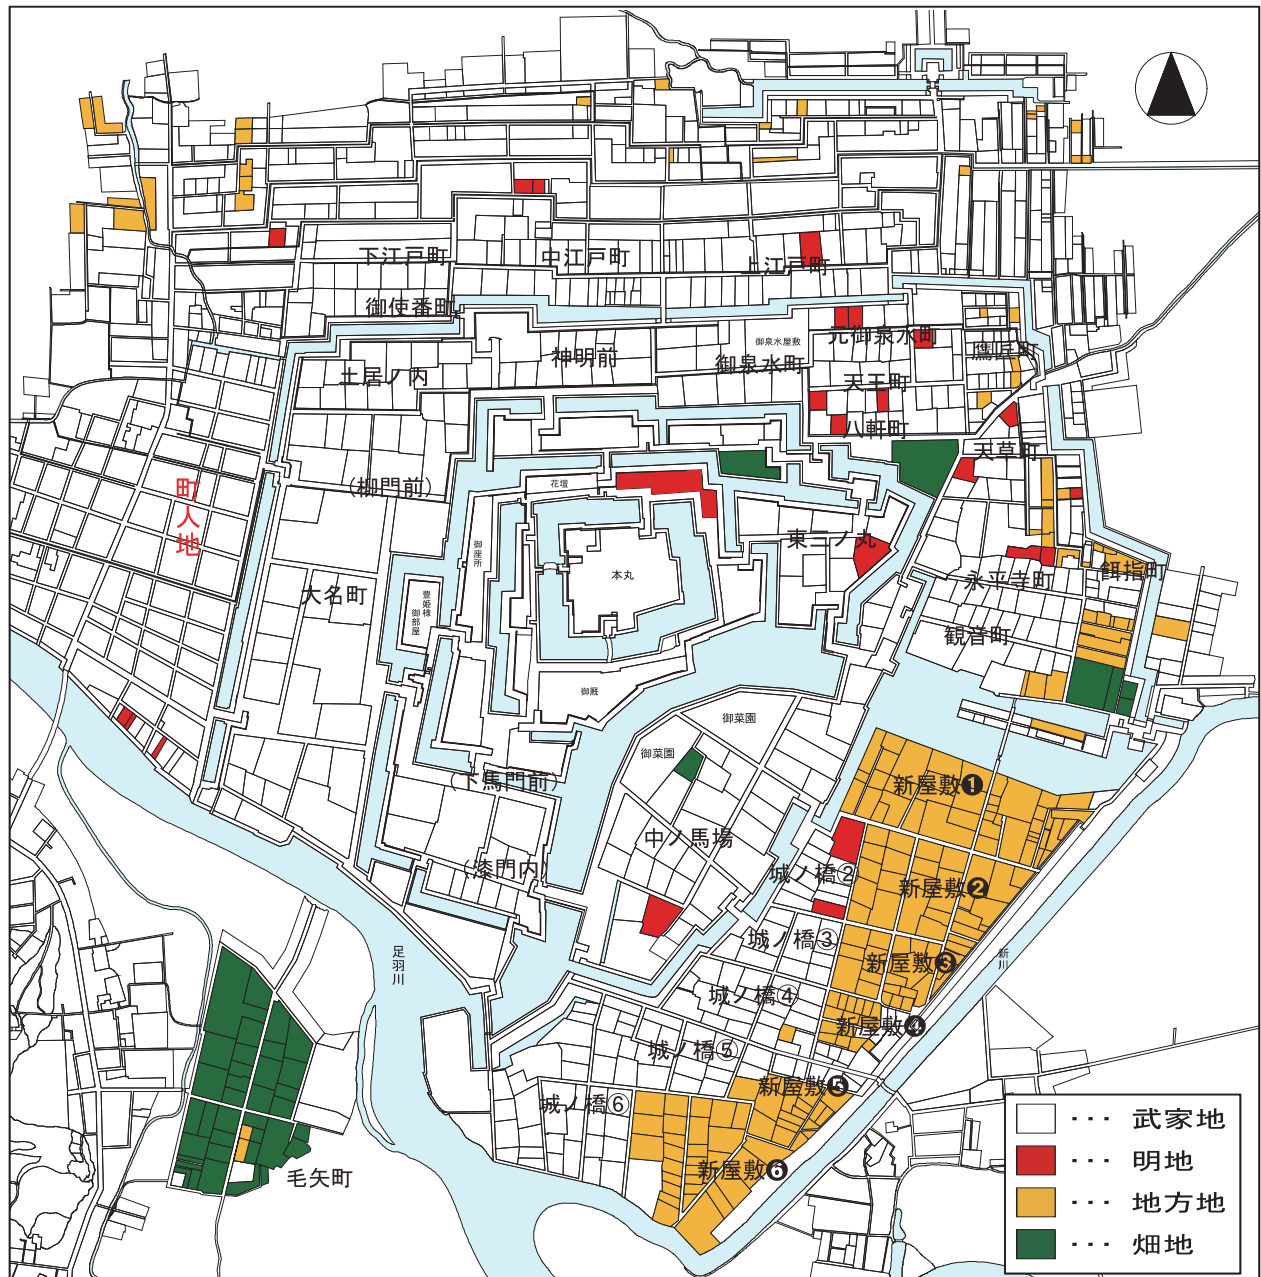 下江戸町
中江戸町
上江戸町
御使番町
元御泉水町
御泉水屋敷
神明前
御泉水町
鷹匠町
土居ノ内
天王町
八軒町
天草町
(柳門前)
花壇
町人地
東三ノ丸
御座所
本丸
永平寺町
餌指町
大名町
豊姫様
御部屋
観音町
御厩
御菜園
御菜園
(下馬門前)
新屋敷❶
中ノ馬場
(漆門内)
城ノ橋②
新屋敷❷
城ノ橋③
新屋敷❸
新川
足羽川
城ノ橋④
新屋敷❹
城ノ橋⑤
新屋敷❺
城ノ橋⑥
新屋敷❻
毛矢町
･･･ 武家地
･･･ 明地
･･･ 地方地
･･･ 畑地